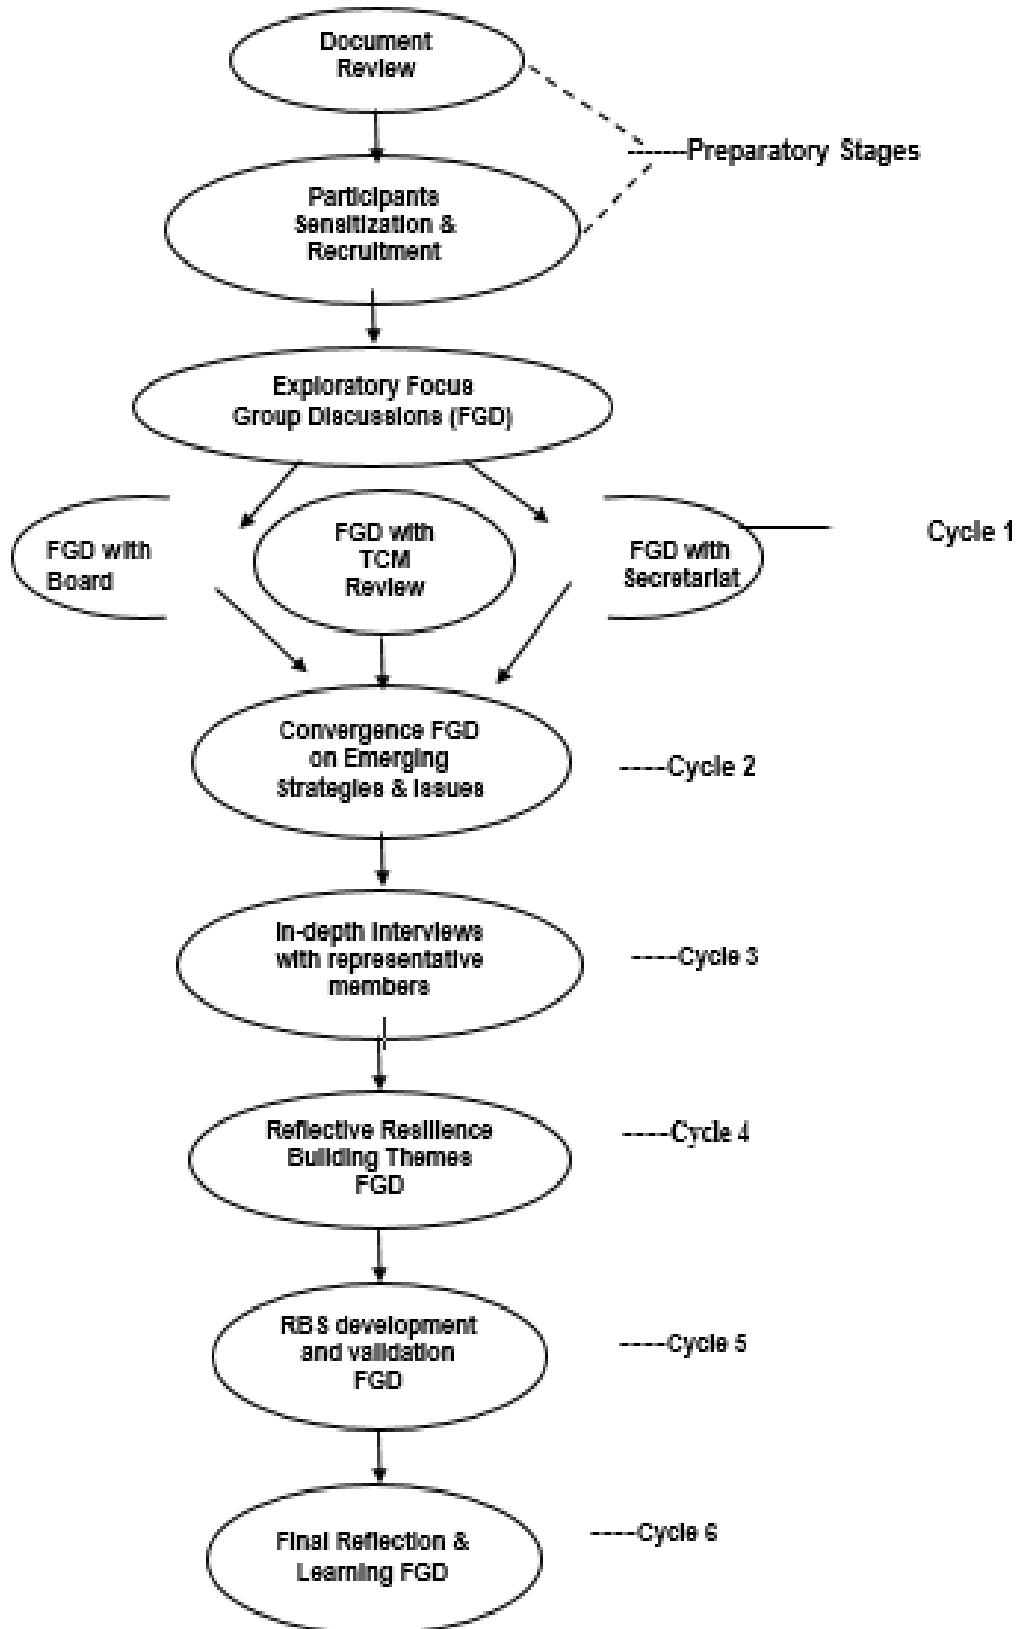 Document
Review
-------Preparatory Stages
Participants
Sensitization &
Recruitment
Exploratory Focus
Group Discussions (FGD)
FGD with
Board
FGD with
TCM
Review
FGD with
Secretariat
Cycle 1
Convergence FGD
on Emerging
Strategies & Issues
-----Cycle 2
In-depth Interviews
with representative
members
-----Cycle 3
Reflective Resilience
Building Themes
FGD
-----Cycle 4
RBS development
and validation
FGD
-----Cycle 5
Final Reflection &
Learning FGD
-----Cycle 6